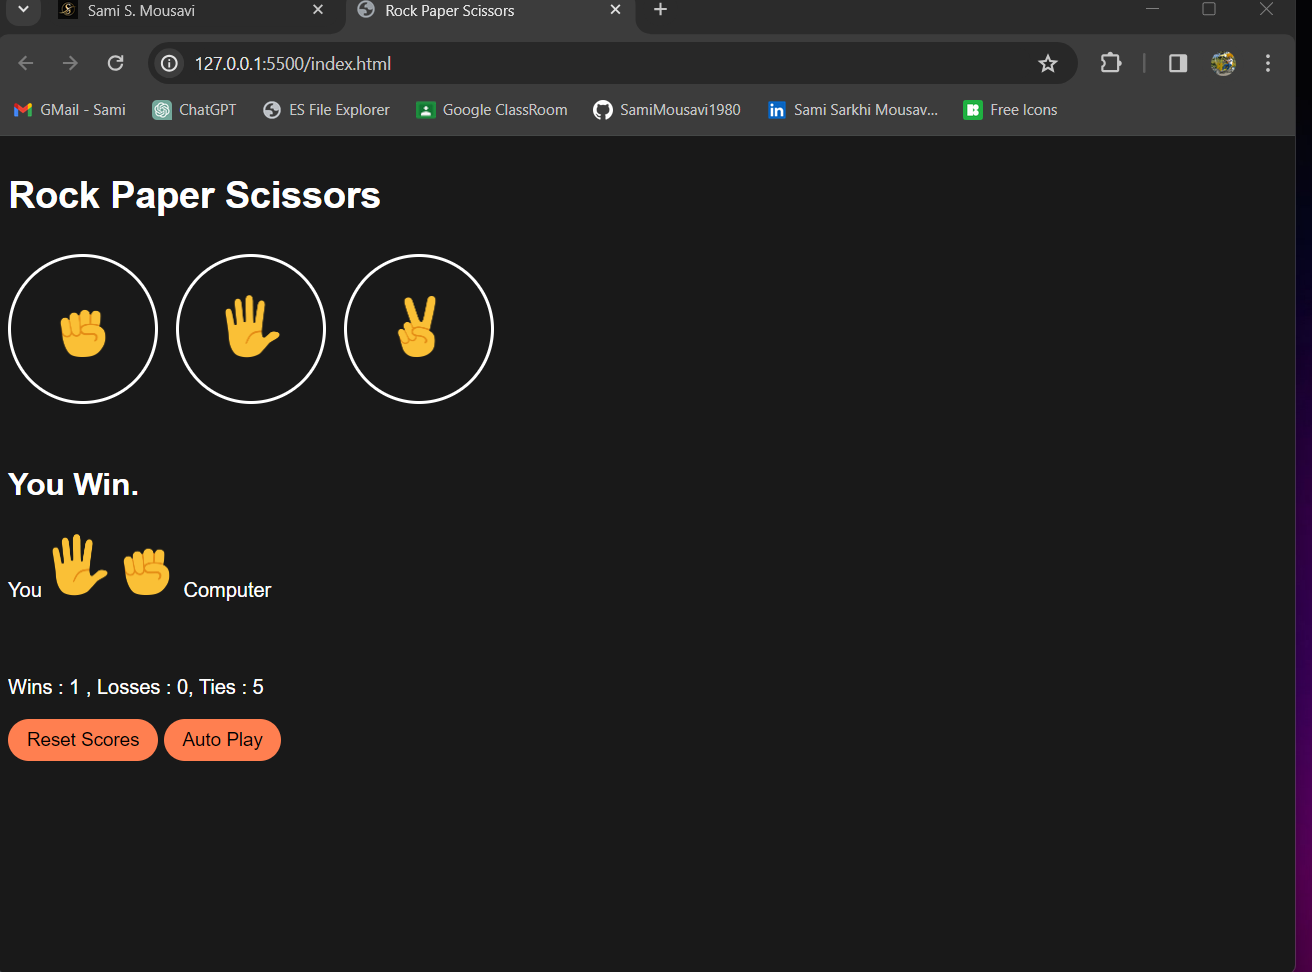 Sami S. Mousavi
Rock Paper Scissors
127.0.0.1:5500/index.html
GMail - Sami ChatGPT ES File Explorer Google ClassRoom SamiMousavi1980 Sami Sarkhi Mousav... Free Icons
Rock Paper Scissors
You Win.
You Computer
Wins : 1 , Losses : 0, Ties : 5
Reset Scores Auto Play